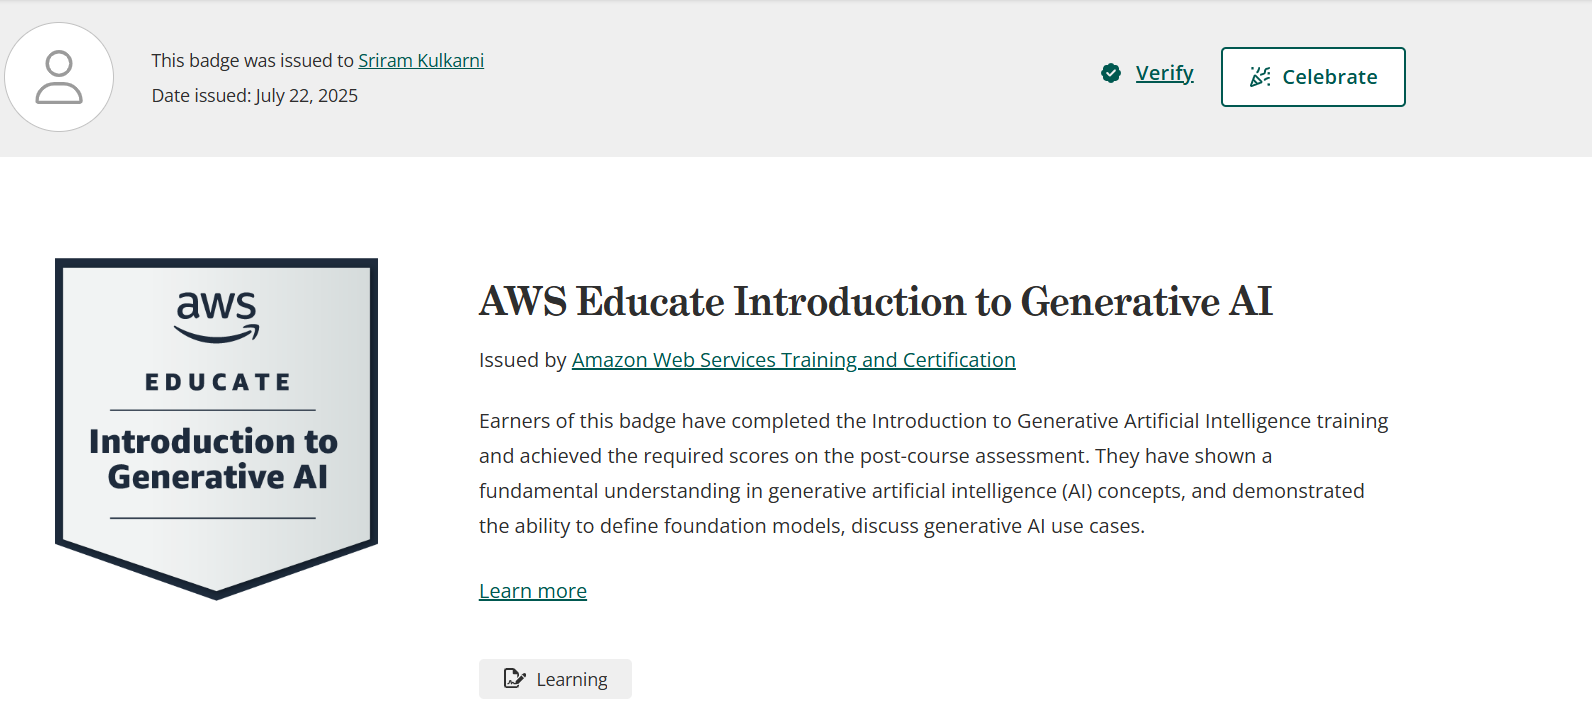 This badge was issued to Sriram Kulkarni
Date issued: July 22, 2025
Verify
Celebrate
aws
EDUCATE
Introduction to
Generative AI
AWS Educate Introduction to Generative AI
Issued by Amazon Web Services Training and Certification
Earners of this badge have completed the Introduction to Generative Artificial Intelligence training
and achieved the required scores on the post-course assessment. They have shown a
fundamental understanding in generative artificial intelligence (AI) concepts, and demonstrated
the ability to define foundation models, discuss generative AI use cases.
Learn more
Learning